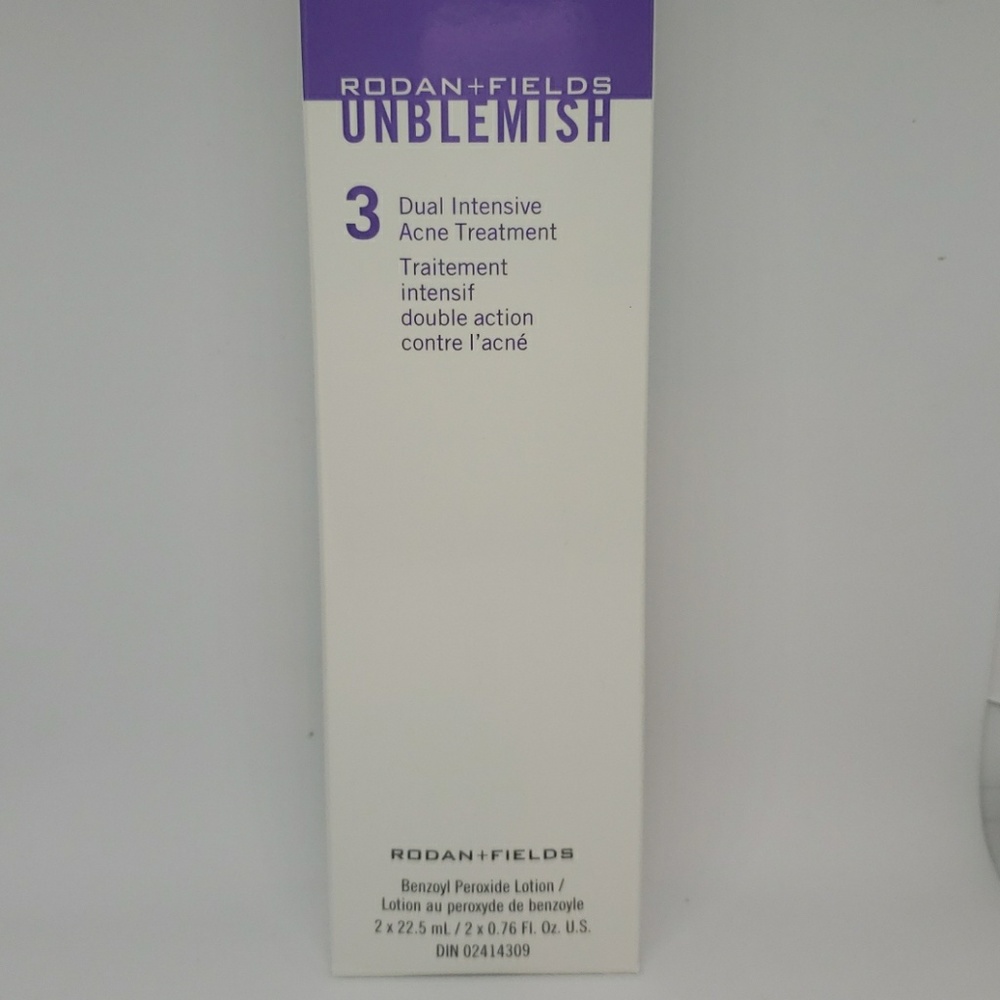 RODAN+FIELDS
UNBLEMISH
3 Dual Intensive
Acne Treatment
Traitement
intensif
double action
contre l'acné
RODAN+FIELDS
Benzoyl Peroxide Lotion /
Lotion au peroxyde de benzoyle
2 x 22.5 mL / 2 x 0.76 Fl. Oz. U.S.
DIN 02414309